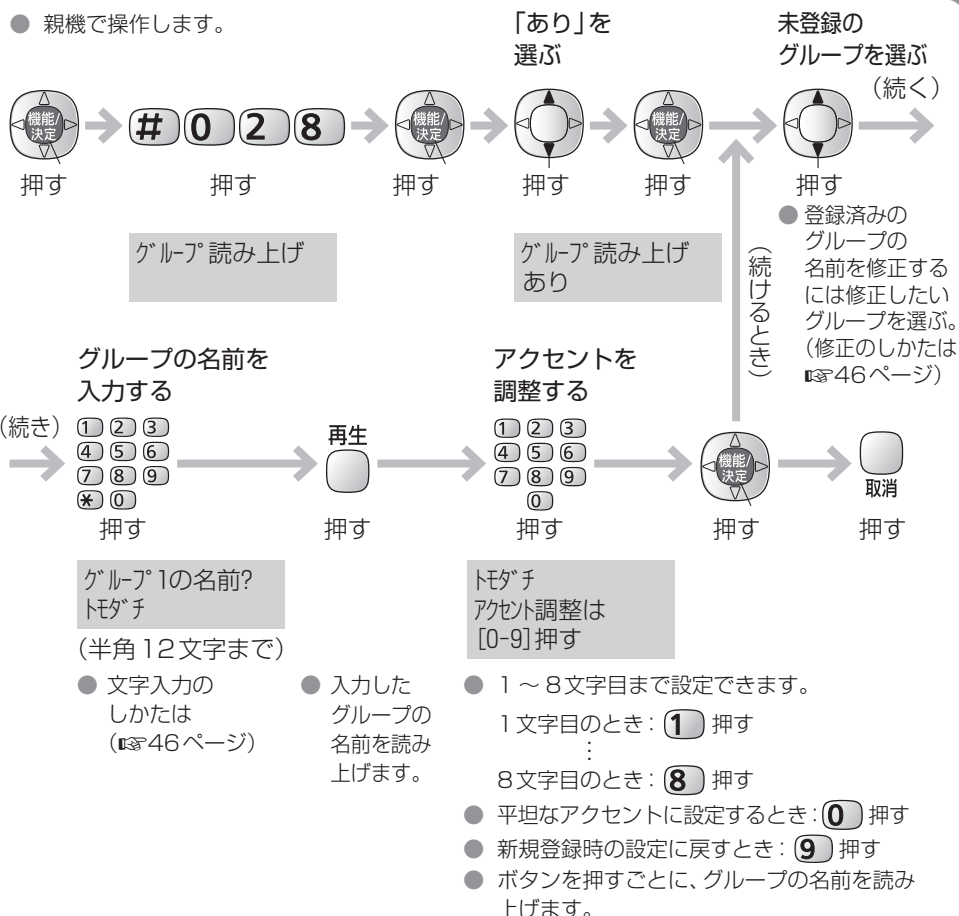 ● 親機で操作します。
「あり」を
選ぶ
未登録の
グループを選ぶ
(続く)
機能/
決定
# 0 2 8
機能/
決定
機能/
決定
押す
押す
押す
押す
押す
押す
ｸﾞﾙｰﾌﾟ読み上げ
ｸﾞﾙｰﾌﾟ読み上げ
あり
(続けるとき)
● 登録済みの
グループの
名前を修正する
には修正したい
グループを選ぶ。
(修正のしかたは
☞46ページ)
グループの名前を
入力する
アクセントを
調整する
(続き)
1 2 3
4 5 6
7 8 9
* 0
再生
1 2 3
4 5 6
7 8 9
0
機能/
決定
取消
押す
押す
押す
押す
押す
ｸﾞﾙｰﾌﾟ1の名前?
ﾄﾓﾀﾞﾁ
(半角12文字まで)
● 文字入力の
しかたは
(☞46ページ)
● 入力した
グループの
名前を読み
上げます。
ﾄﾓﾀﾞﾁ
ｱｸｾﾝﾄ調整は
[0-9]押す
● 1～8文字目まで設定できます。
1文字目のとき：1 押す
⋮
8文字目のとき：8 押す
● 平坦なアクセントに設定するとき：0 押す
● 新規登録時の設定に戻すとき：9 押す
● ボタンを押すごとに、グループの名前を読み
上げます。